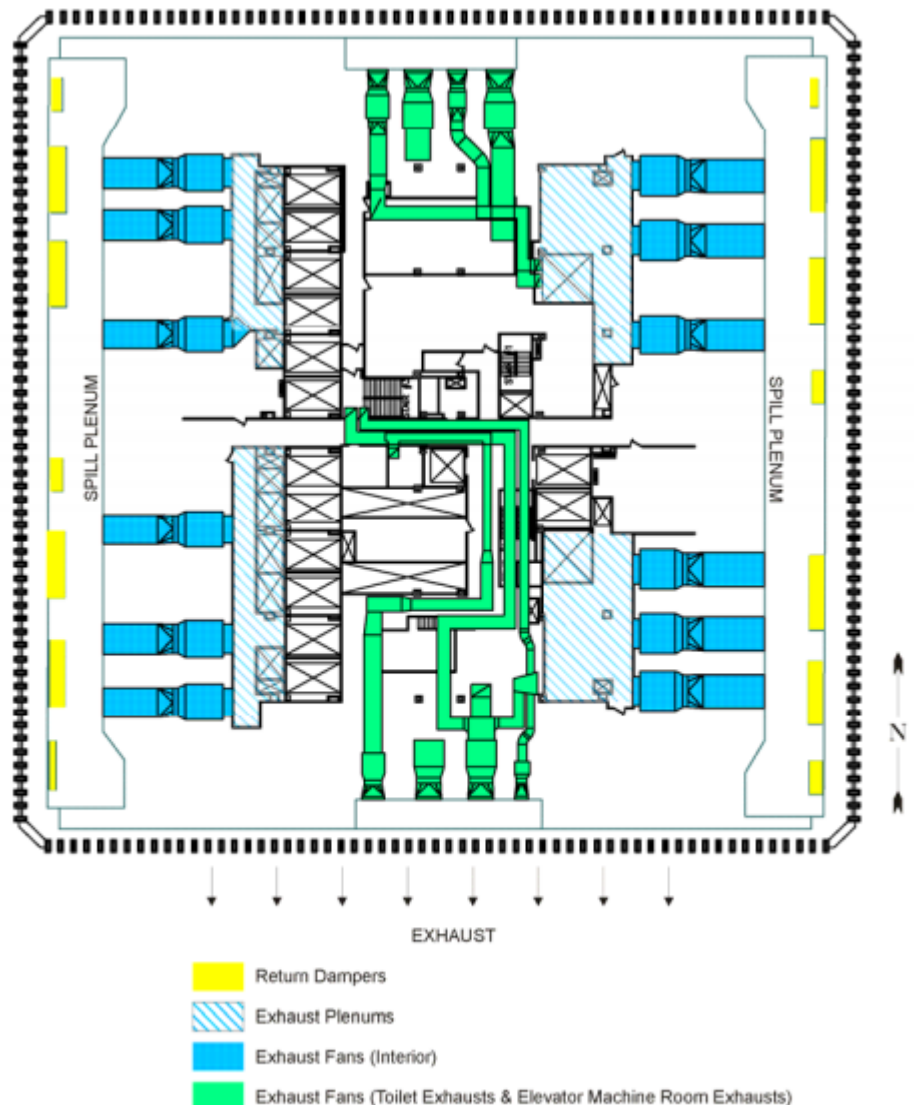 SPILL PLENUM
SPILL PLENUM
N
EXHAUST
Return Dampers
Exhaust Plenums
Exhaust Fans (Interior)
Exhaust Fans (Toilet Exhausts & Elevator Machine Room Exhausts)